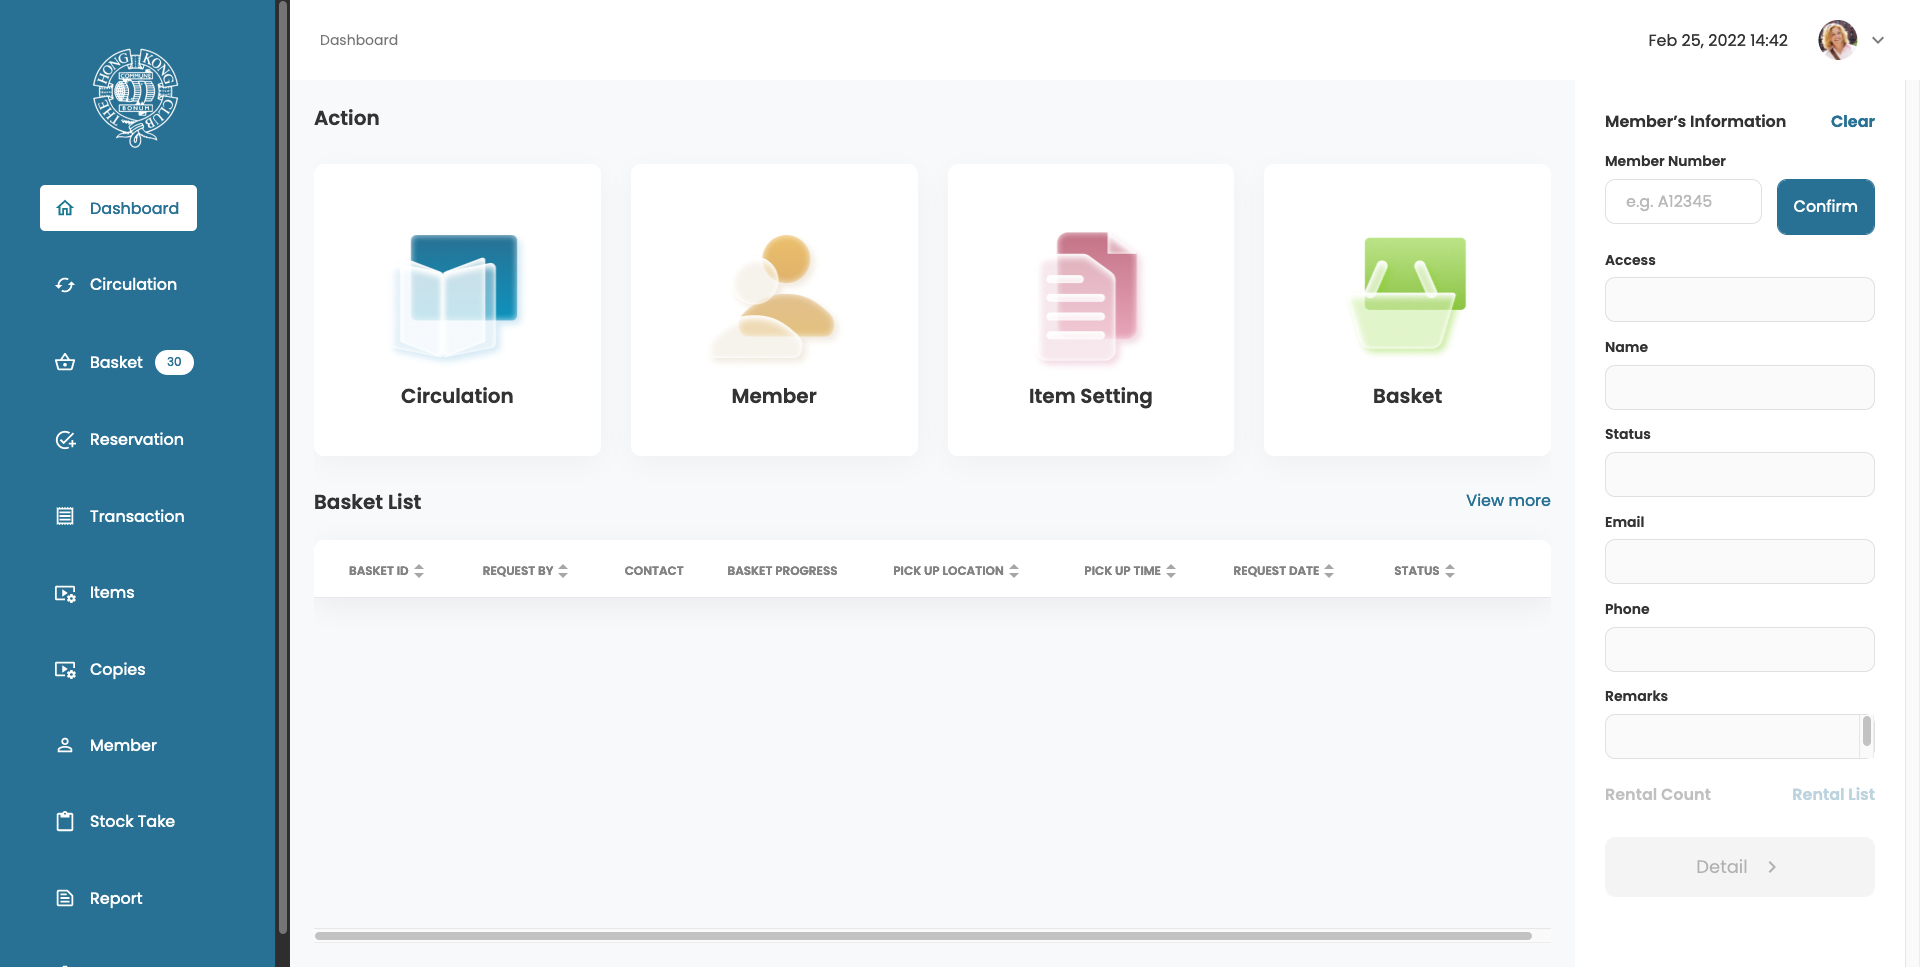 THE HONG KONG CLUB
COMMUNE
BONUM
Dashboard
Circulation
Basket 30
Reservation
Transaction
Items
Copies
Member
Stock Take
Report
Dashboard
Feb 25, 2022 14:42
Action
Circulation
Member
Item Setting
Basket
Basket List
View more
BASKET ID
REQUEST BY
CONTACT
BASKET PROGRESS
PICK UP LOCATION
PICK UP TIME
REQUEST DATE
STATUS
Member’s Information
Clear
Member Number
e.g. A12345
Confirm
Access
Name
Status
Email
Phone
Remarks
Rental Count
Rental List
Detail